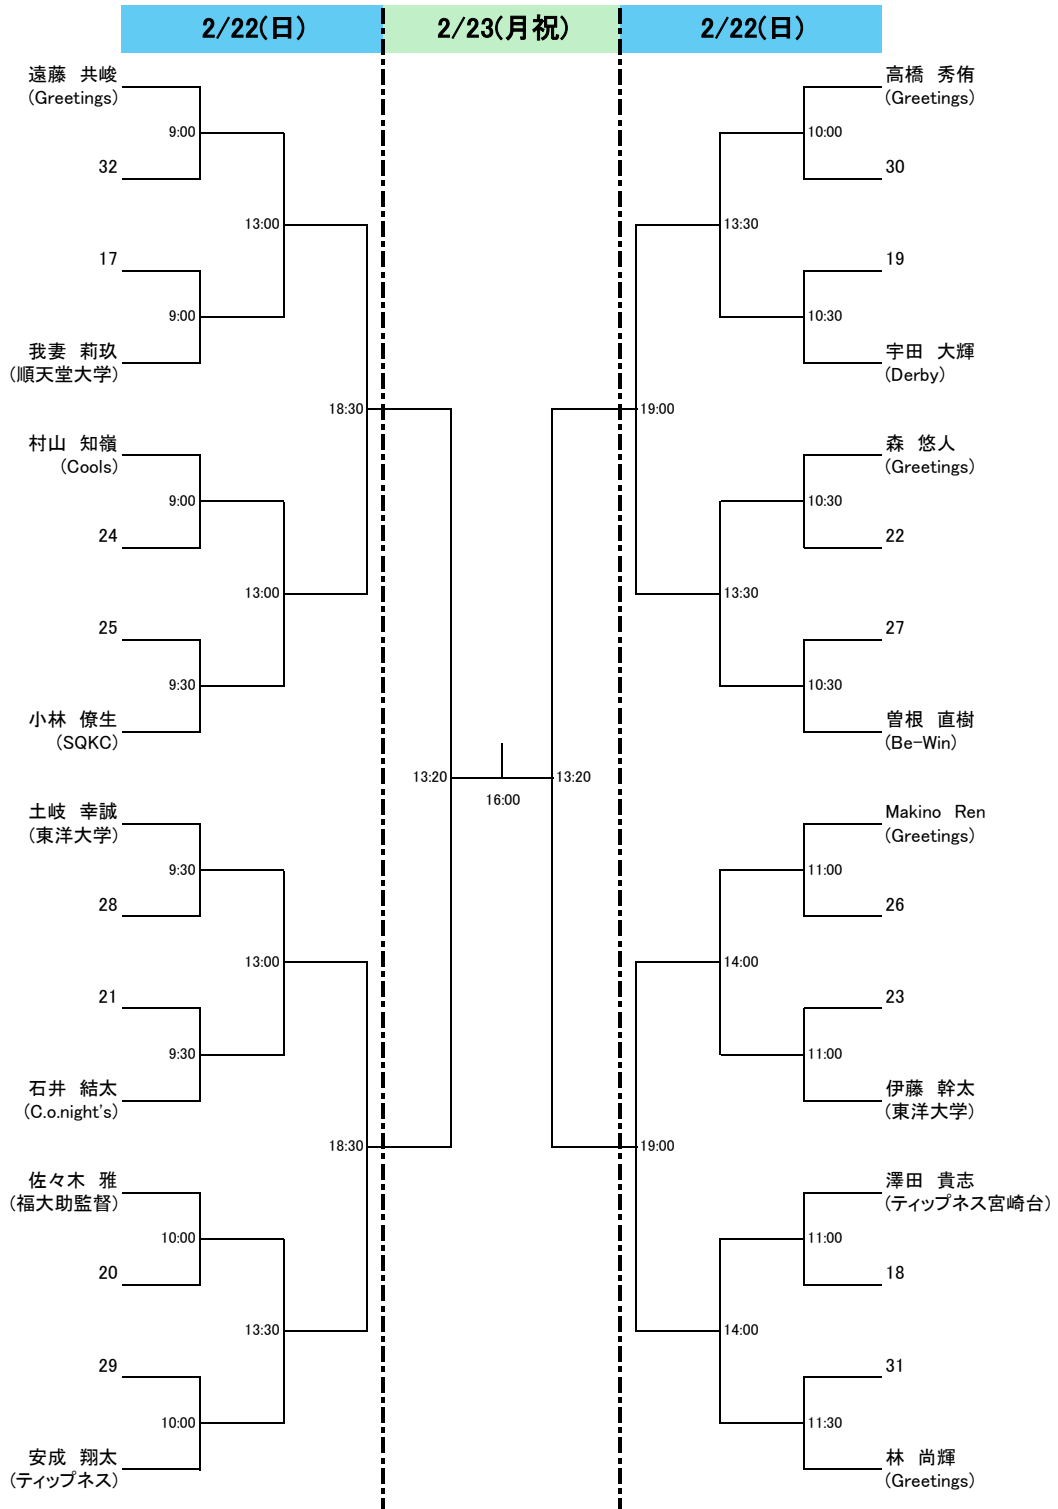 2/22(日)
2/23(月祝)
2/22(日)
遠藤　共峻
(Greetings)
9:00
32
13:00
17
9:00
我妻　莉玖
(順天堂大学)
18:30
村山　知嶺
(Cools)
9:00
24
13:00
25
9:30
小林　僚生
(SQKC)
13:20
16:00
13:20
土岐　幸誠
(東洋大学)
9:30
28
13:00
21
9:30
石井　結太
(C.o.night's)
18:30
佐々木　雅
(福大助監督)
10:00
20
13:30
29
10:00
安成　翔太
(ティップネス)
高橋　秀侑
(Greetings)
10:00
30
13:30
19
10:30
宇田　大輝
(Derby)
19:00
森　悠人
(Greetings)
10:30
22
13:30
27
10:30
曽根　直樹
(Be-Win)
Makino　Ren
(Greetings)
11:00
26
14:00
23
11:00
伊藤　幹太
(東洋大学)
19:00
澤田　貴志
(ティップネス宮崎台)
11:00
18
14:00
31
11:30
林　尚輝
(Greetings)